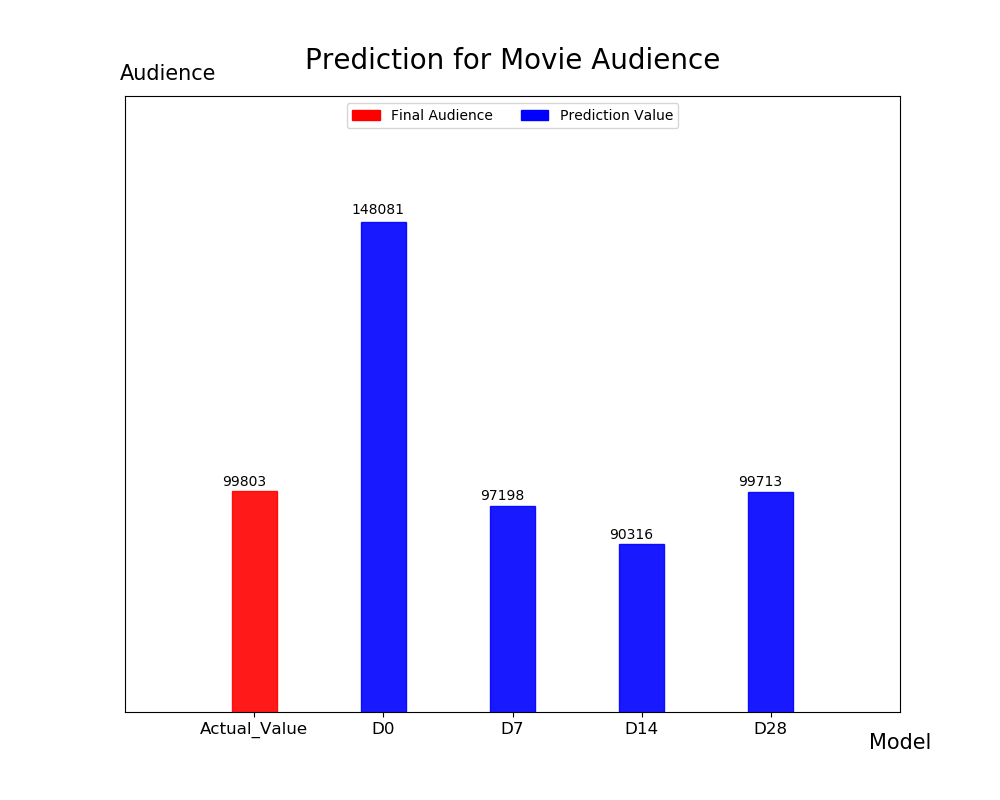 Prediction for Movie Audience
Audience
Final Audience
Prediction Value
148081
99803
97198
90316
99713
Actual_Value
D0
D7
D14
D28
Model